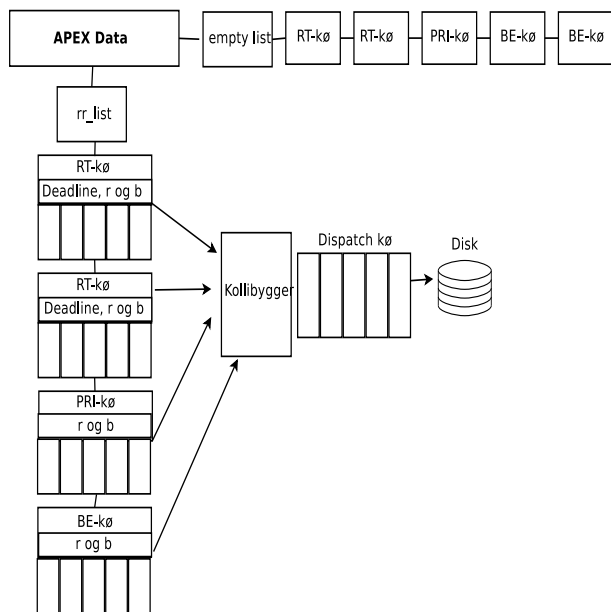 APEX Data
empty list
RT-kø
RT-kø
PRI-kø
BE-kø
BE-kø
rr_list
RT-kø
Deadline, r og b
RT-kø
Deadline, r og b
PRI-kø
r og b
BE-kø
r og b
Kollibygger
Dispatch kø
Disk